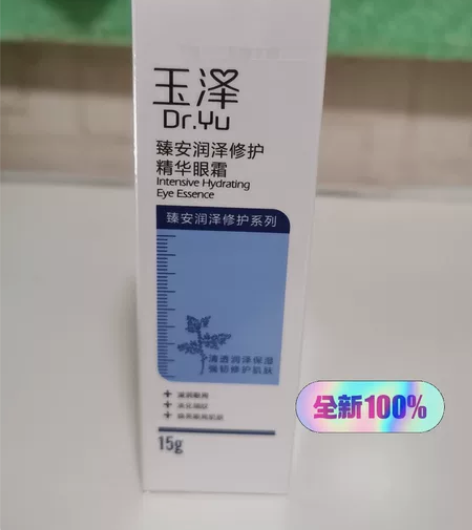 玉泽
Dr.Yu
臻安润泽修护
精华眼霜
Intensive Hydrating
Eye Essence
臻安润泽修护系列
清透润泽保湿
强韧修护肌肤
15g
全新100%